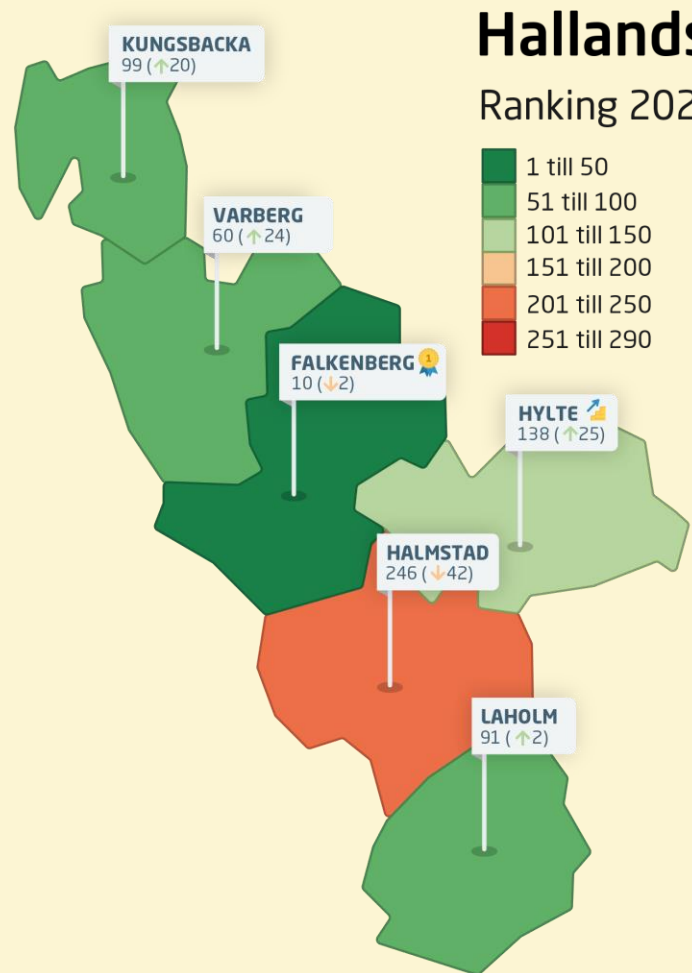 Hallands
Ranking 202
1 till 50
51 till 100
101 till 150
151 till 200
201 till 250
251 till 290
KUNGSBACKA
99 (↑20)
VARBERG
60 (↑24)
FALKENBERG 1
10 (↓2)
HYLTE
138 (↑25)
HALMSTAD
246 (↓42)
LAHOLM
91 (↑2)